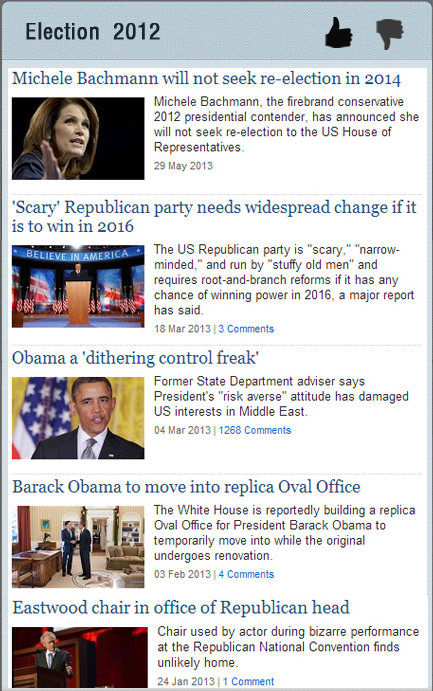 Election 2012
Michele Bachmann will not seek re-election in 2014
Michele Bachmann, the firebrand conservative
2012 presidential contender, has announced she
will not seek re-election to the US House of
Representatives.
29 May 2013
'Scary' Republican party needs widespread change if it
is to win in 2016
BELIEVE IN AMERICA
The US Republican party is "scary," "narrow-
minded," and run by "stuffy old men" and
requires root-and-branch reforms if it has any
chance of winning power in 2016, a major report
has said.
18 Mar 2013 | 3 Comments
Obama a 'dithering control freak'
Former State Department adviser says
President's "risk averse" attitude has damaged
US interests in Middle East.
04 Mar 2013 | 1268 Comments
Barack Obama to move into replica Oval Office
The White House is reportedly building a replica
Oval Office for President Barack Obama to
temporarily move into while the original
undergoes renovation.
03 Feb 2013 | 4 Comments
Eastwood chair in office of Republican head
Chair used by actor during bizarre performance
at the Republican National Convention finds
unlikely home.
24 Jan 2013 | 1 Comment